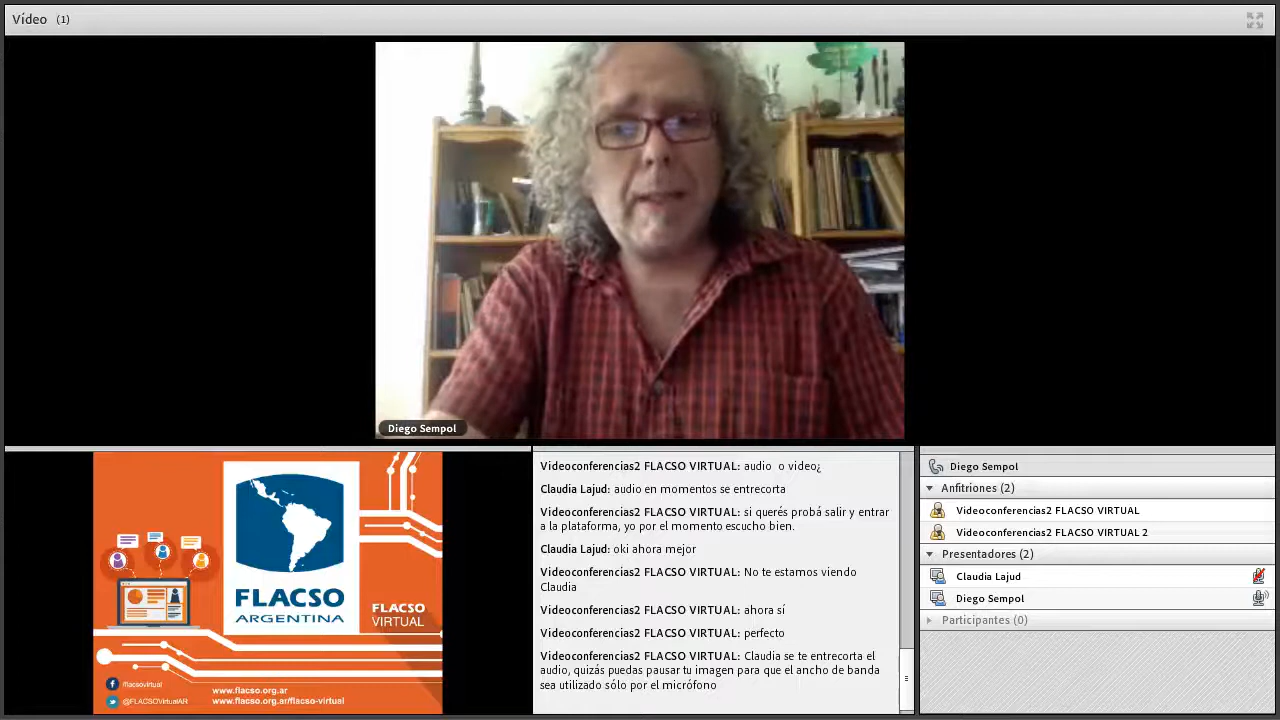 Vídeo (1)
Diego Sempol
FLACSO
ARGENTINA
FLACSO
VIRTUAL
/flacsovirtual
@FLACSOVirtualAR
www.flacso.org.ar
www.flacso.org.ar/flacso-virtual
Videoconferencias2 FLACSO VIRTUAL: audio o video¿
Claudia Lajud: audio en momentos se entrecorta
Videoconferencias2 FLACSO VIRTUAL: si querés probá salir y entrar
a la plataforma, yo por el momento escucho bien.
Claudia Lajud: oki ahora mejor
Videoconferencias2 FLACSO VIRTUAL: No te estamos viendo
Claudia
Videoconferencias2 FLACSO VIRTUAL: ahora sí
Videoconferencias2 FLACSO VIRTUAL: perfecto
Videoconferencias2 FLACSO VIRTUAL: Claudia se te entrecorta el
audio, quizás puedas pausar tu imagen para que el ancho de banda
sea utilizado sólo por el micrófono
Diego Sempol
Anfitriones (2)
Videoconferencias2 FLACSO VIRTUAL
Videoconferencias2 FLACSO VIRTUAL 2
Presentadores (2)
Claudia Lajud
Diego Sempol
Participantes (0)